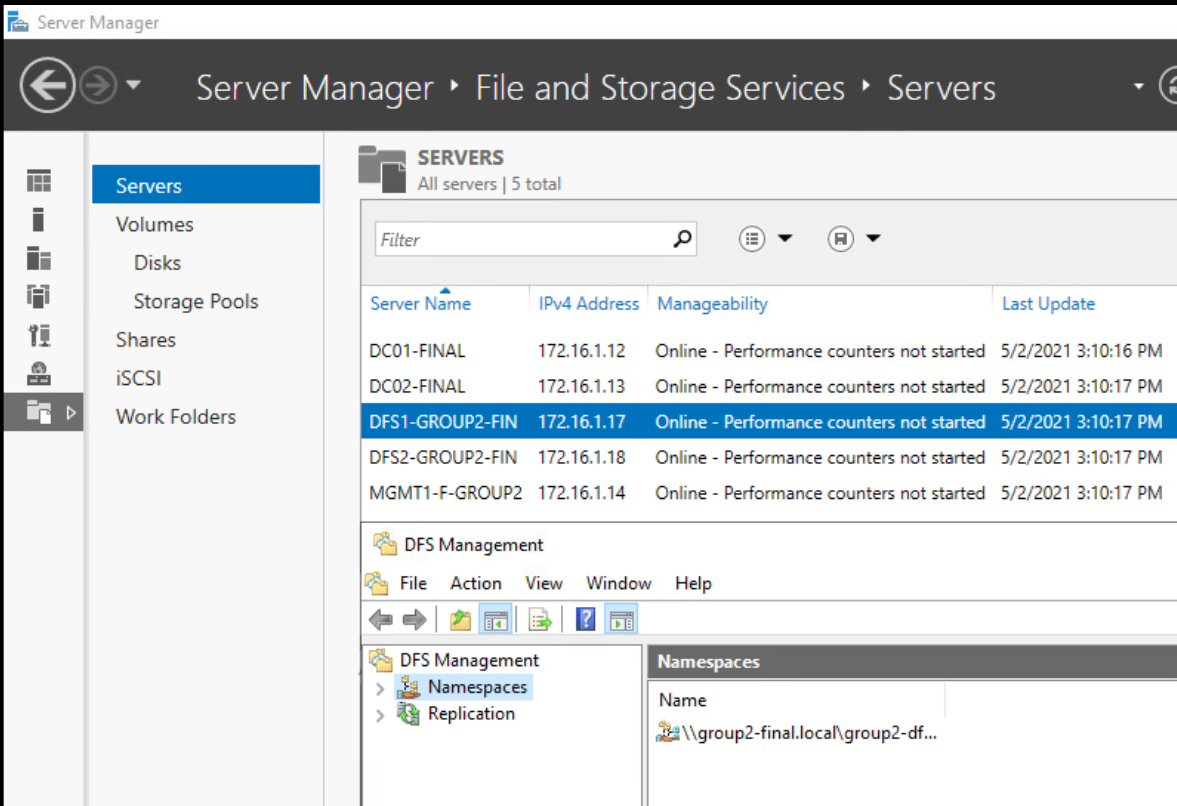 Server Manager
Server Manager ‣ File and Storage Services ‣ Servers
Servers
Volumes
Disks
Storage Pools
Shares
iSCSI
Work Folders
SERVERS
All servers | 5 total
Filter
Server Name IPv4 Address Manageability Last Update
DC01-FINAL 172.16.1.12 Online - Performance counters not started 5/2/2021 3:10:16 PM
DC02-FINAL 172.16.1.13 Online - Performance counters not started 5/2/2021 3:10:17 PM
DFS1-GROUP2-FIN 172.16.1.17 Online - Performance counters not started 5/2/2021 3:10:17 PM
DFS2-GROUP2-FIN 172.16.1.18 Online - Performance counters not started 5/2/2021 3:10:17 PM
MGMT1-F-GROUP2 172.16.1.14 Online - Performance counters not started 5/2/2021 3:10:17 PM
DFS Management
File Action View Window Help
DFS Management
Namespaces
Replication
Namespaces
Name
\\group2-final.local\group2-df...